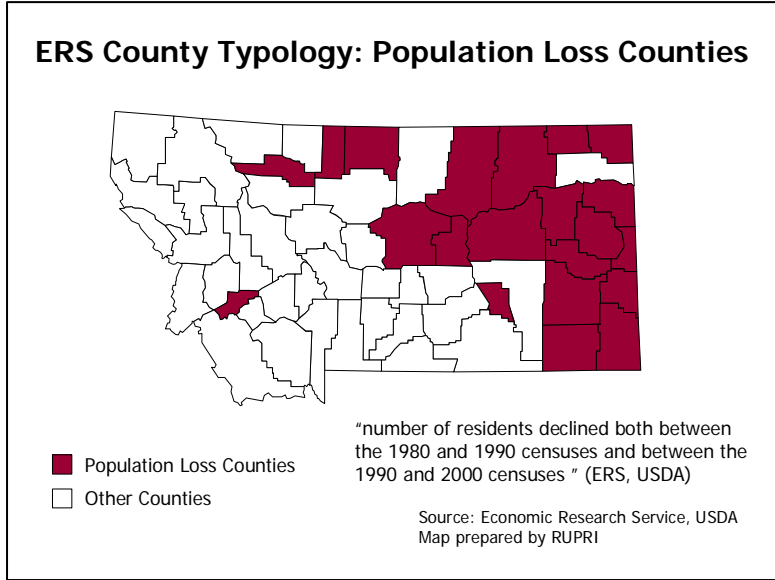 ERS County Typology: Population Loss Counties
"number of residents declined both between
the 1980 and 1990 censuses and between the
1990 and 2000 censuses " (ERS, USDA)
Population Loss Counties
Other Counties
Source: Economic Research Service, USDA
Map prepared by RUPRI